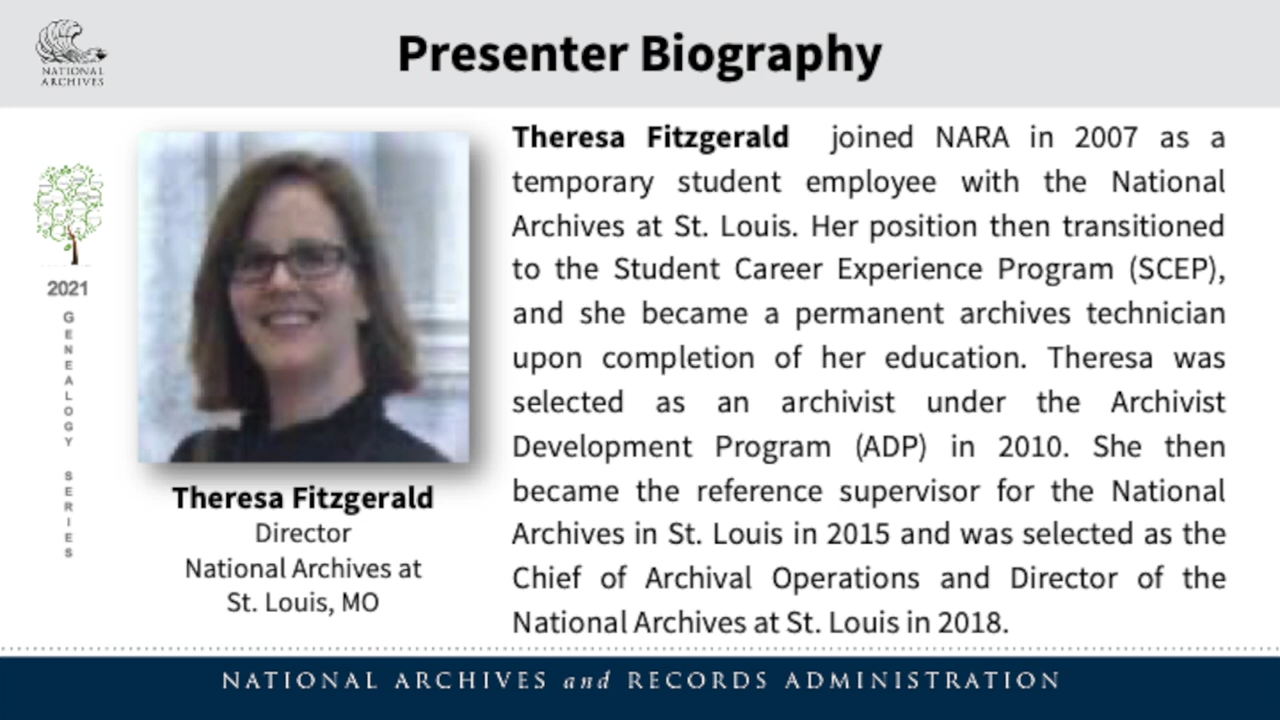 NATIONAL
ARCHIVES
Presenter Biography
2021
GENEALOGY SERIES
Theresa Fitzgerald
Director
National Archives at
St. Louis, MO
Theresa Fitzgerald joined NARA in 2007 as a
temporary student employee with the National
Archives at St. Louis. Her position then transitioned
to the Student Career Experience Program (SCEP),
and she became a permanent archives technician
upon completion of her education. Theresa was
selected as an archivist under the Archivist
Development Program (ADP) in 2010. She then
became the reference supervisor for the National
Archives in St. Louis in 2015 and was selected as the
Chief of Archival Operations and Director of the
National Archives at St. Louis in 2018.
NATIONAL ARCHIVES and RECORDS ADMINISTRATION